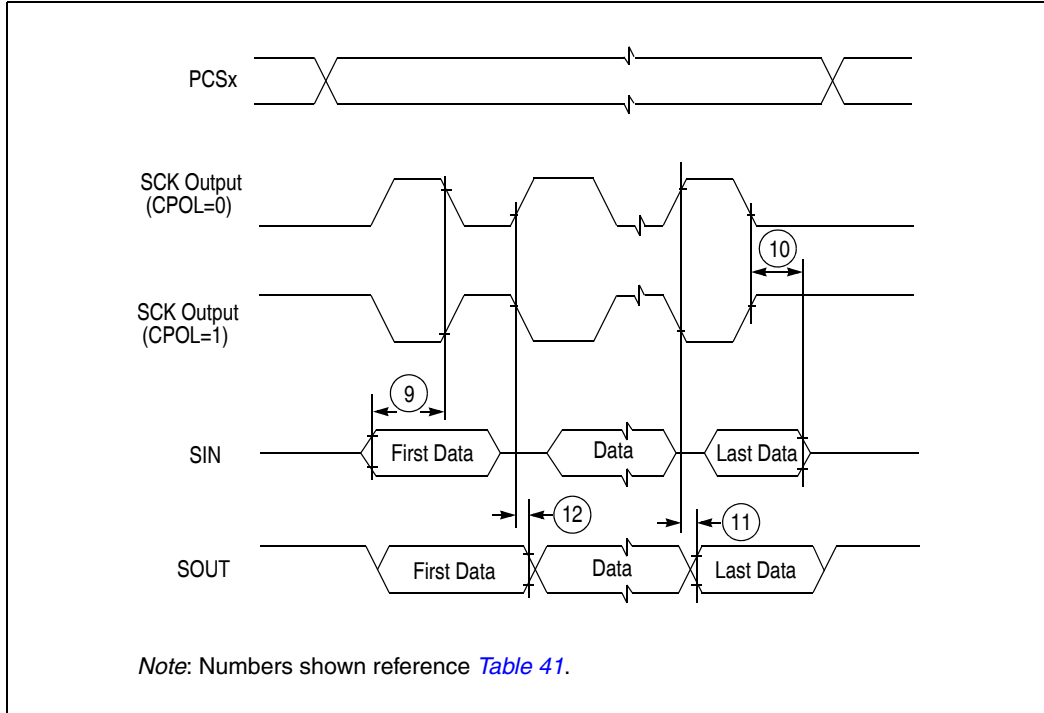 PCSx
SCK Output
(CPOL=0)
10
SCK Output
(CPOL=1)
9
SIN
First Data
Data
Last Data
12
11
SOUT
First Data
Data
Last Data
Note: Numbers shown reference Table 41.